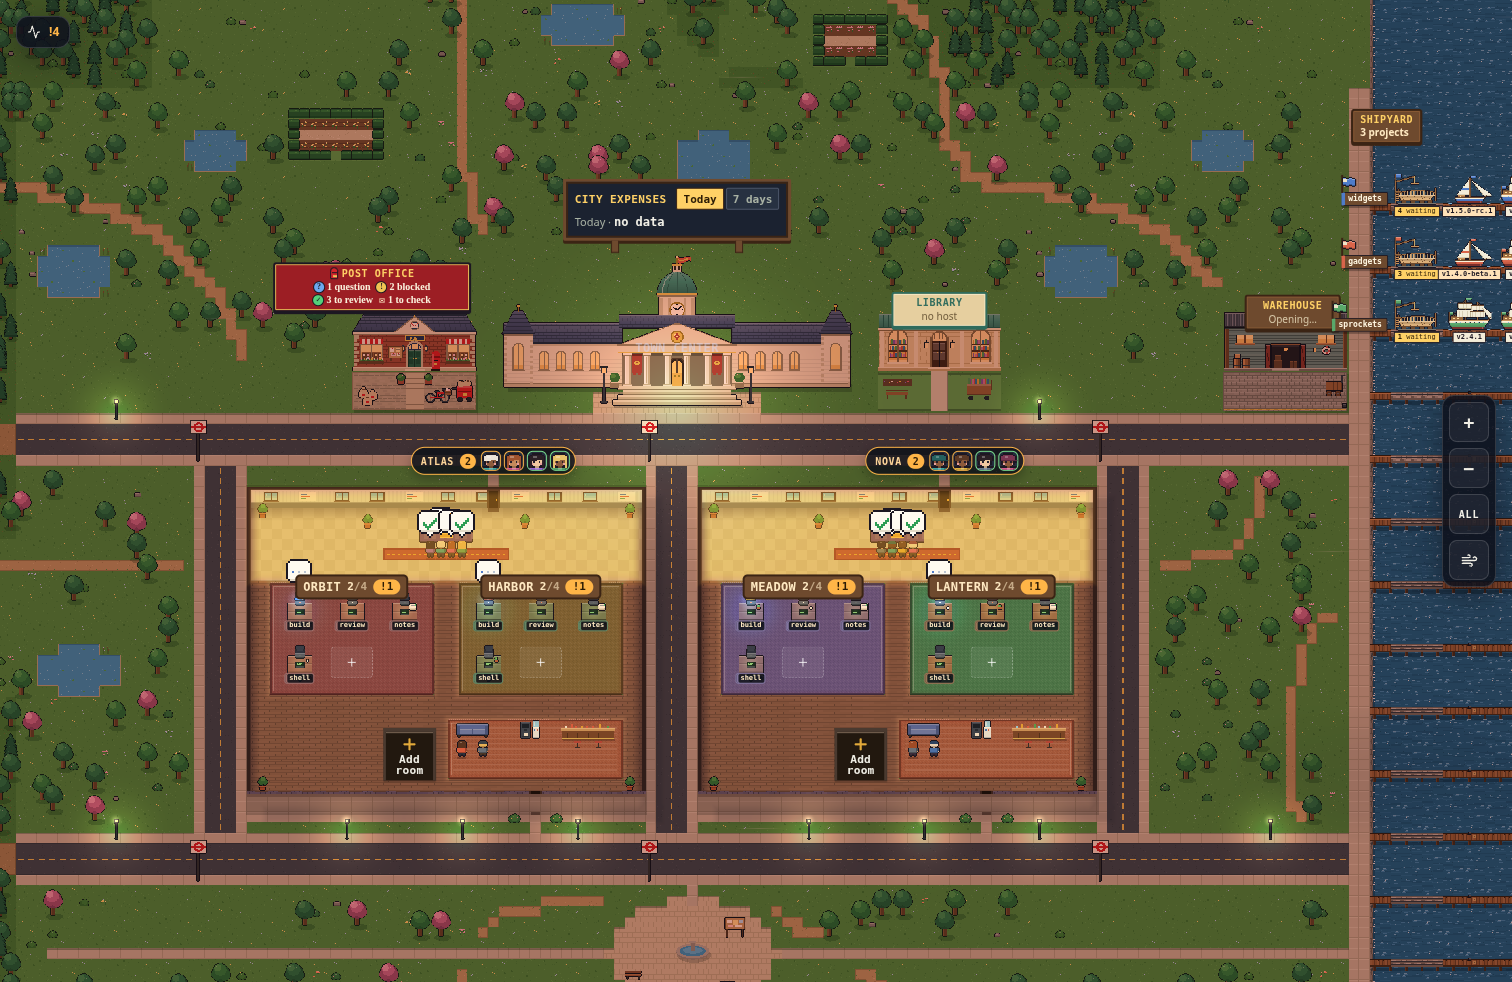 !4
SHIPYARD
3 projects
widgets
4 waiting
v1.5.0-rc.1
CITY EXPENSES Today 7 days
Today · no data
gadgets
3 waiting
v1.4.0-beta.1
POST OFFICE
? 1 question ! 2 blocked
✓ 3 to review ✉ 1 to check
LIBRARY
no host
WAREHOUSE
Opening...
sprockets
1 waiting
v2.4.1
+
−
ALL
ATLAS 2
NOVA 2
ORBIT 2/4 !1
HARBOR 2/4 !1
MEADOW 2/4 !1
LANTERN 2/4 !1
build review notes
build review notes
build review notes
build review notes
shell +
shell +
shell +
shell +
+
Add
room
+
Add
room